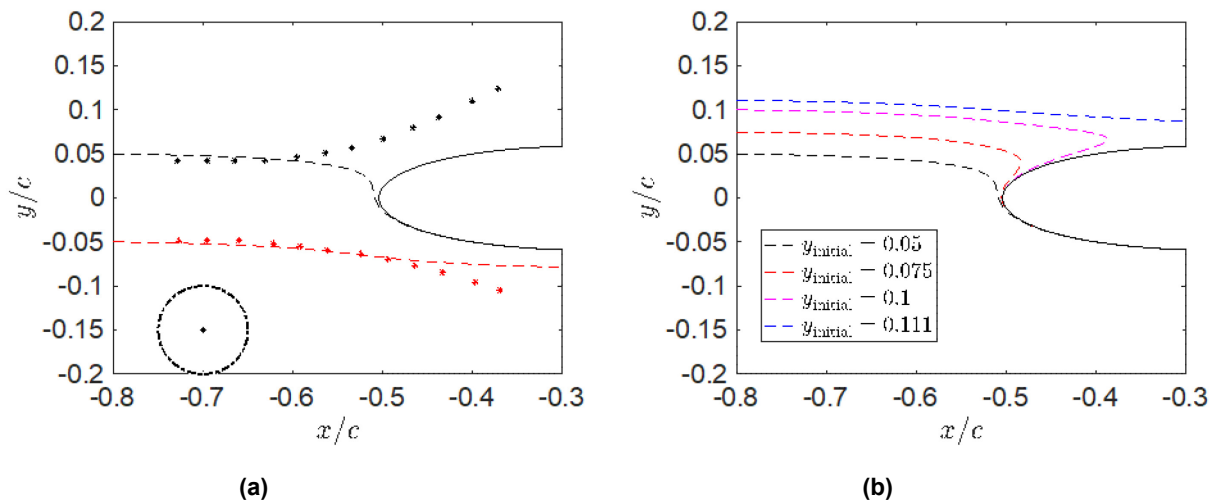 0.2
0.15
0.1
0.05
0
-0.05
-0.1
-0.15
-0.2
y/c
-0.8 -0.7 -0.6 -0.5 -0.4 -0.3
x/c
(a)
0.2
0.15
0.1
0.05
0
-0.05
-0.1
-0.15
-0.2
y/c
y_initial = 0.05
y_initial = 0.075
y_initial = 0.1
y_initial = 0.111
-0.8 -0.7 -0.6 -0.5 -0.4 -0.3
x/c
(b)